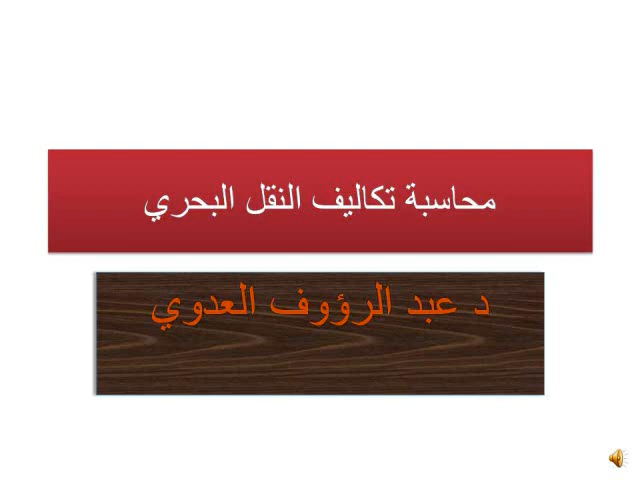 محاسبة تكاليف النقل البحري
د عبد الرؤوف العدوي